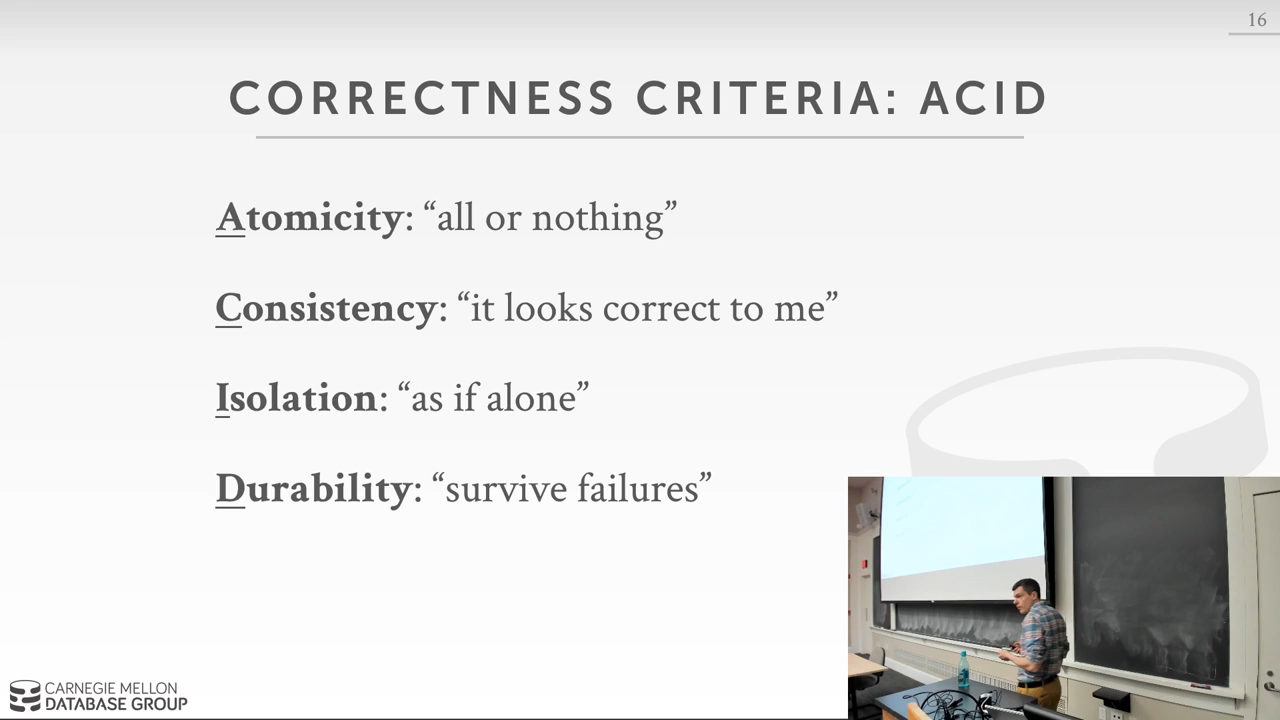 16
CORRECTNESS CRITERIA: ACID
Atomicity: “all or nothing”
Consistency: “it looks correct to me”
Isolation: “as if alone”
Durability: “survive failures”
CARNEGIE MELLON
DATABASE GROUP